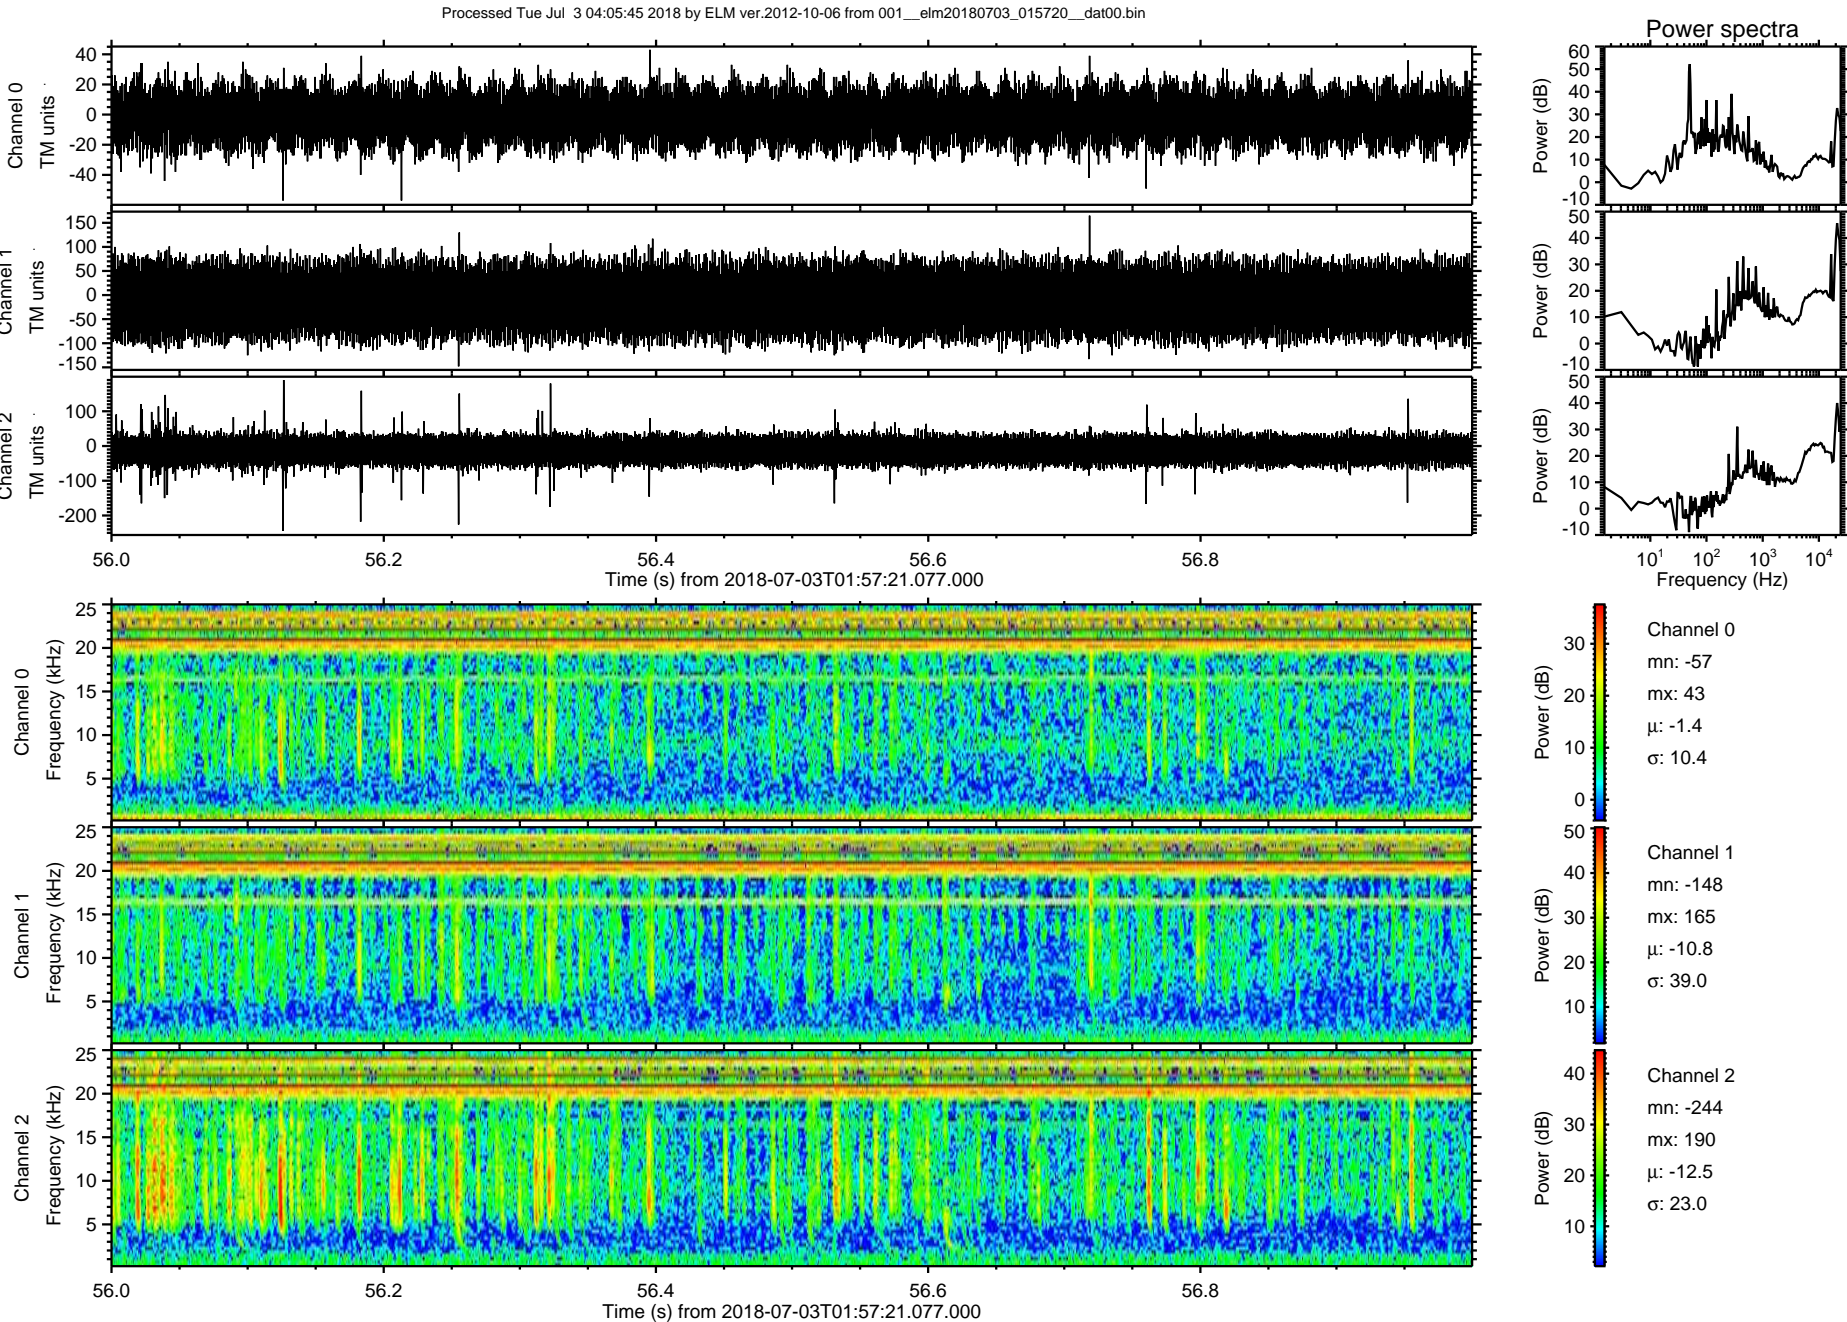 Processed Tue Jul  3 04:05:45 2018 by ELM ver.2012-10-06 from 001__elm20180703_015720__dat00.bin
Power spectra
Channel 0
TM units
40
20
0
-20
-40
Power (dB)
60
50
40
30
20
10
0
-10
Channel 1
TM units
150
100
50
0
-50
-100
-150
Power (dB)
50
40
30
20
10
0
-10
Channel 2
TM units
100
0
-100
-200
Power (dB)
50
40
30
20
10
0
-10
56.0 56.2 56.4 56.6 56.8
Time (s) from 2018-07-03T01:57:21.077.000
10^1 10^2 10^3 10^4
Frequency (Hz)
Channel 0
Frequency (kHz)
25
20
15
10
5
Power (dB)
30
20
10
0
Channel 0
mn: -57
mx: 43
μ: -1.4
σ: 10.4
Channel 1
Frequency (kHz)
25
20
15
10
5
Power (dB)
50
40
30
20
10
Channel 1
mn: -148
mx: 165
μ: -10.8
σ: 39.0
Channel 2
Frequency (kHz)
25
20
15
10
5
Power (dB)
40
30
20
10
Channel 2
mn: -244
mx: 190
μ: -12.5
σ: 23.0
56.0 56.2 56.4 56.6 56.8
Time (s) from 2018-07-03T01:57:21.077.000